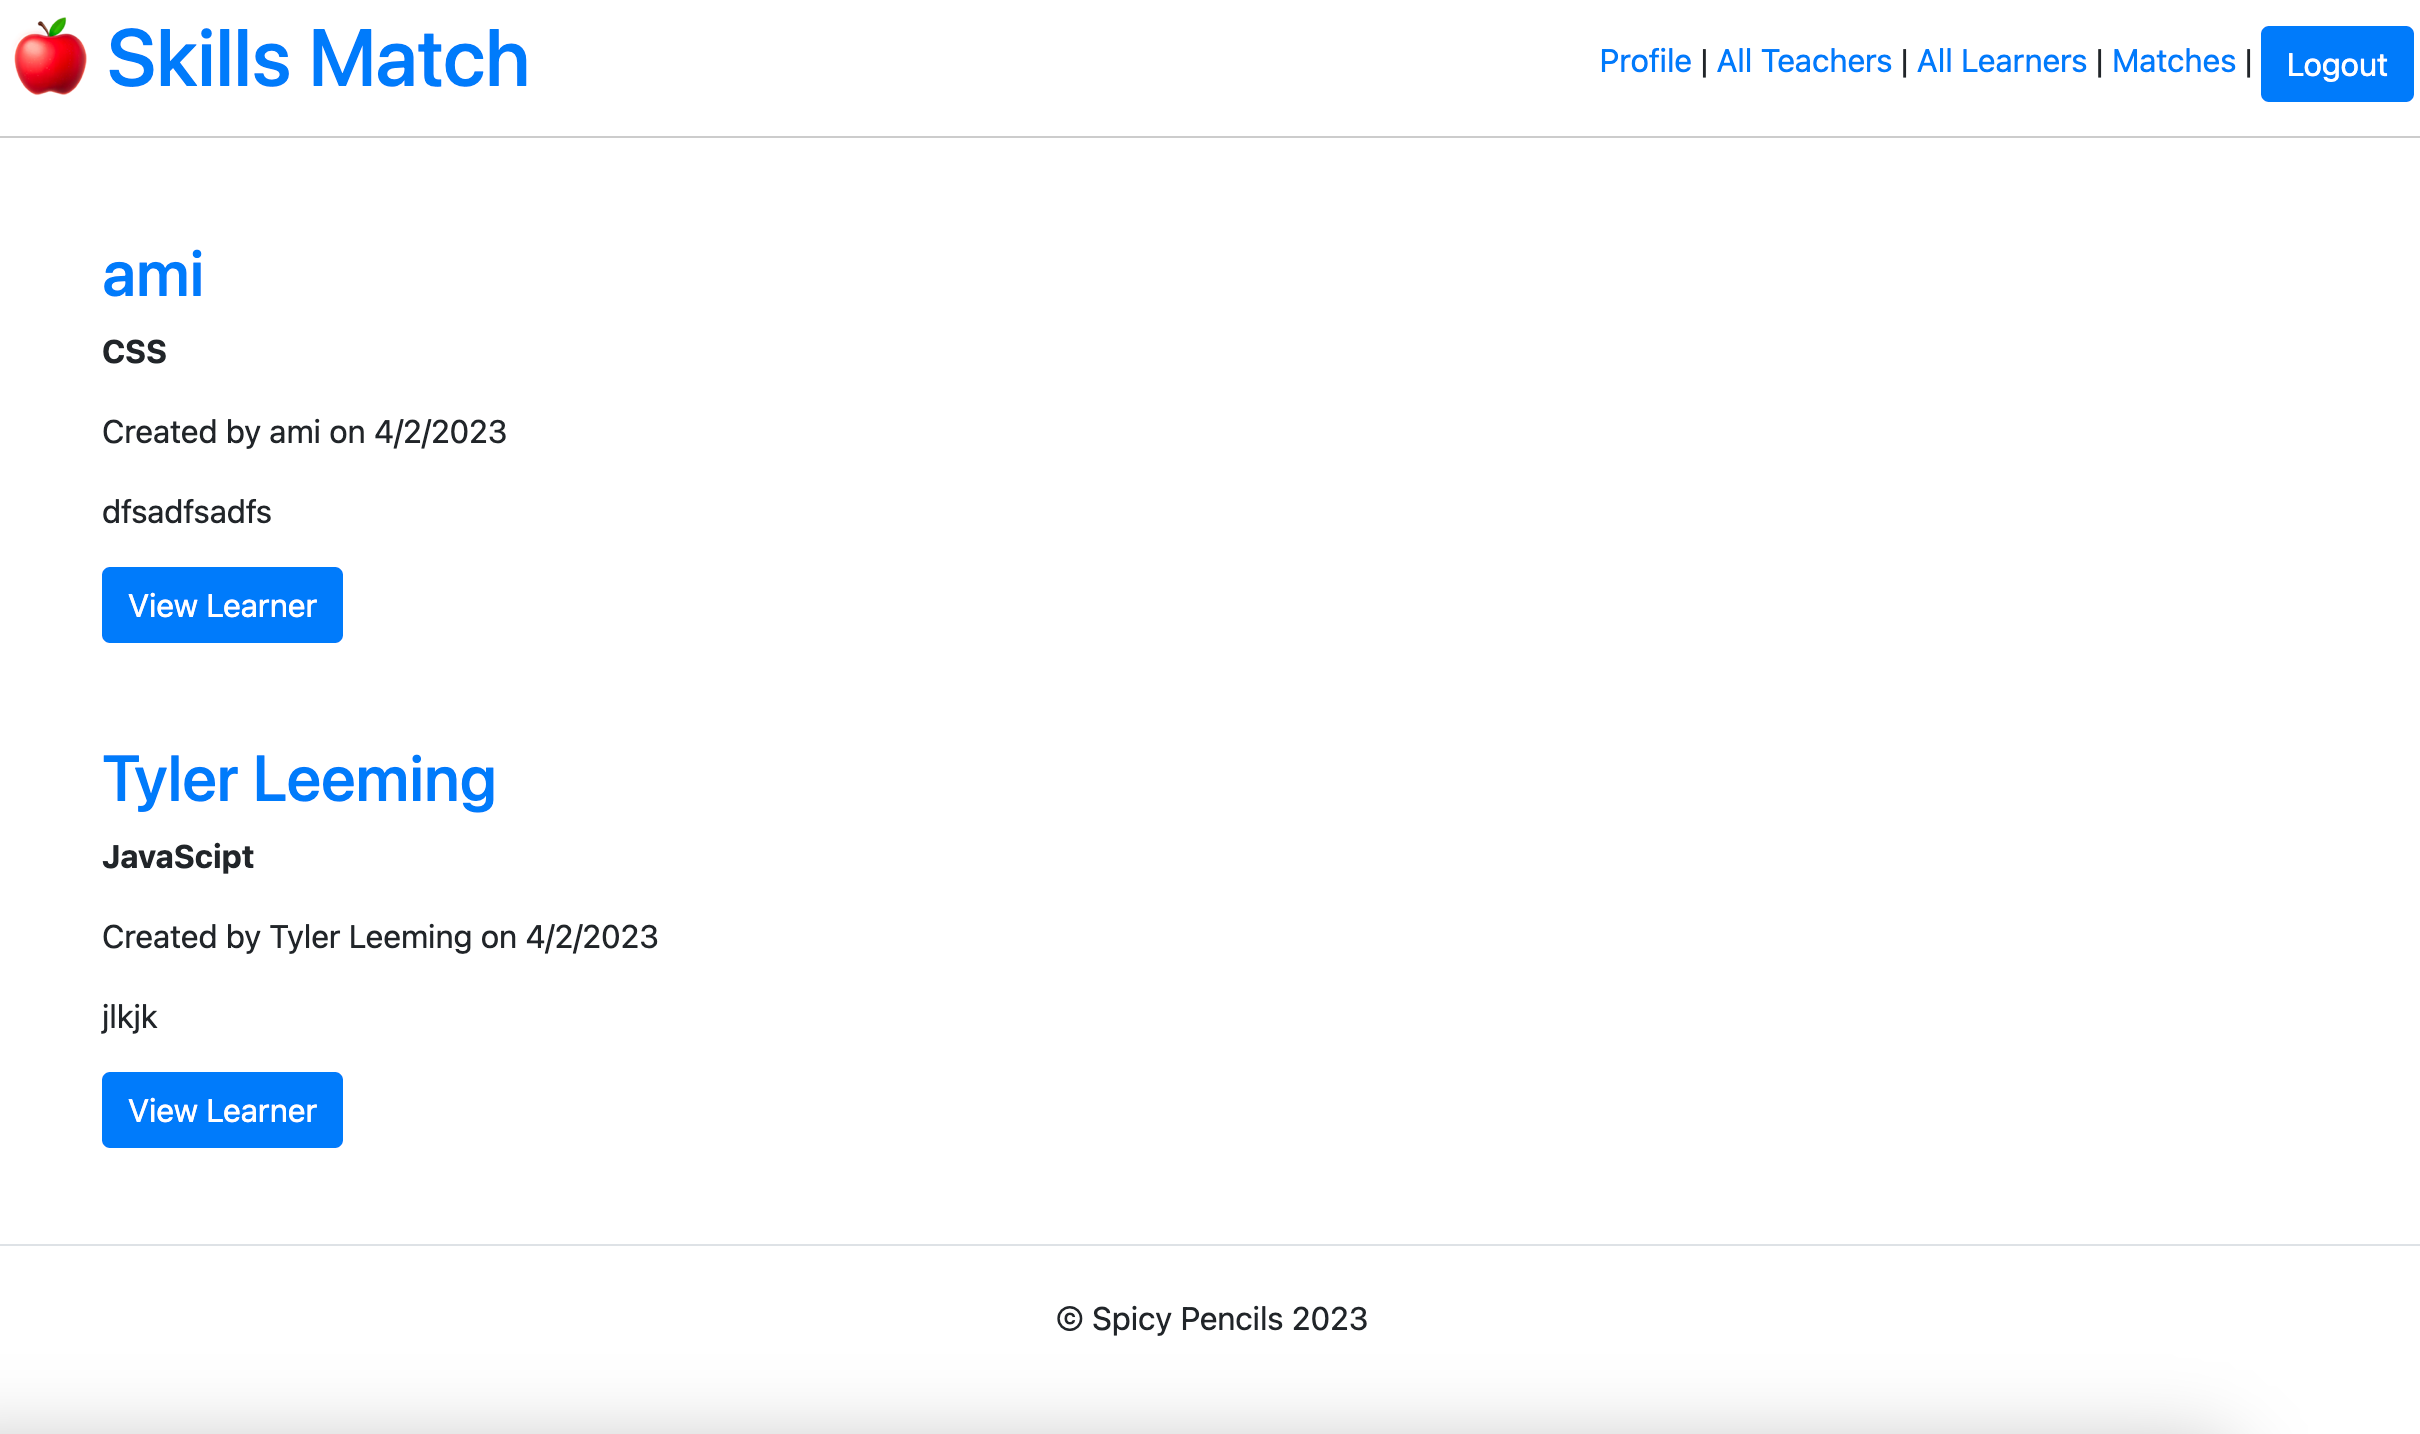 Skills Match
Profile | All Teachers | All Learners | Matches | Logout
ami
css
Created by ami on 4/2/2023
dfsadfsadfs
View Learner
Tyler Leeming
JavaScipt
Created by Tyler Leeming on 4/2/2023
jlkjk
View Learner
© Spicy Pencils 2023